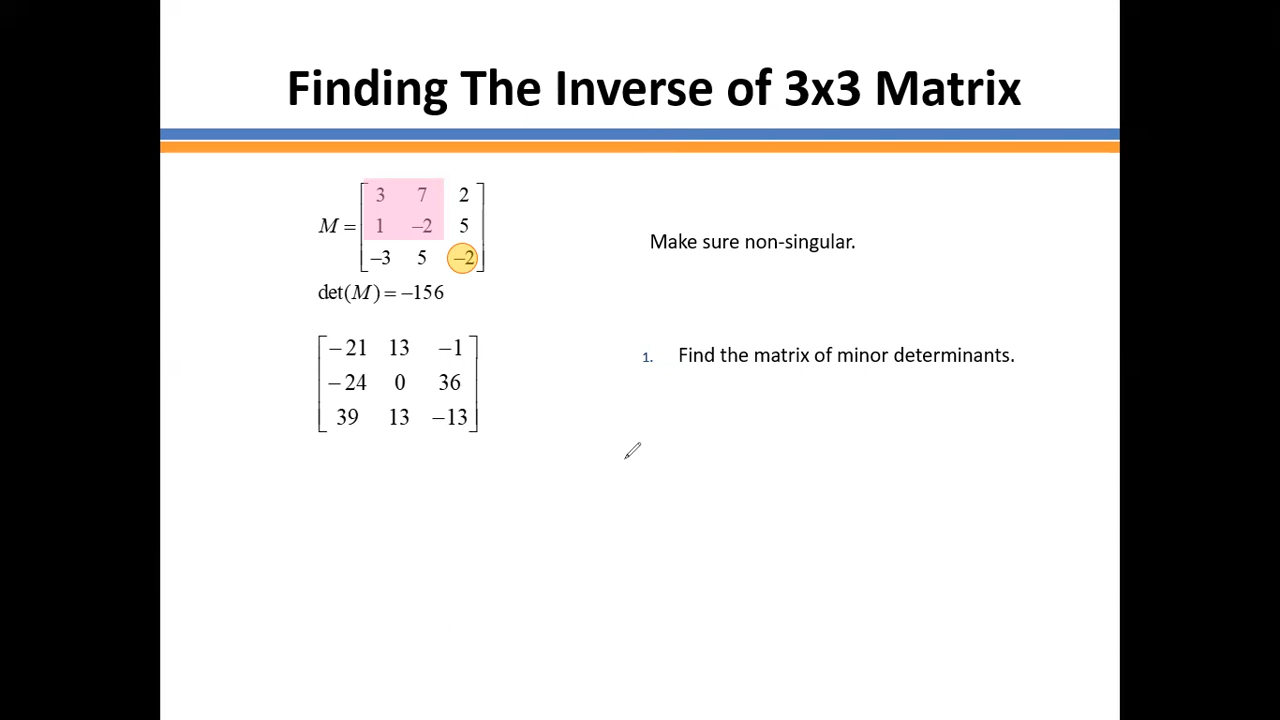 Finding The Inverse of 3x3 Matrix
M = [3 7 2
1 −2 5
−3 5 −2]
Make sure non-singular.
det(M) = −156
[−21 13 −1
−24 0 36
39 13 −13]
1. Find the matrix of minor determinants.